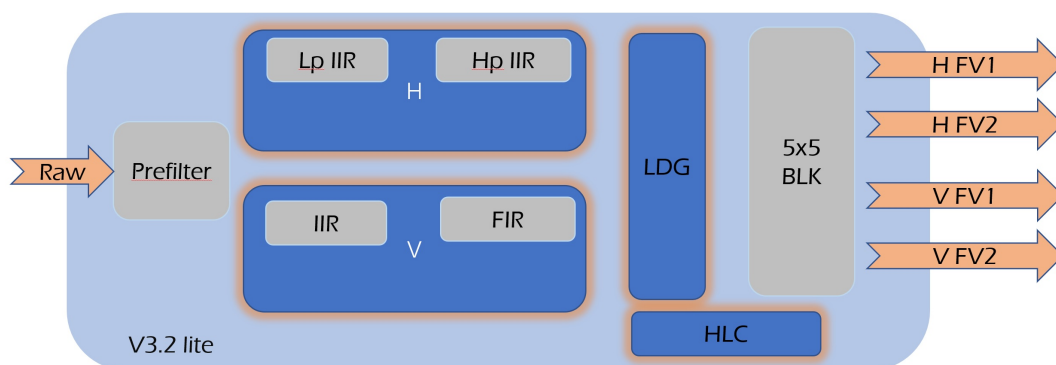 Raw
Prefilter
Lp IIR
Hp IIR
H
IIR
FIR
V
LDG
HLC
5x5
BLK
H FV1
H FV2
V FV1
V FV2
V3.2 lite